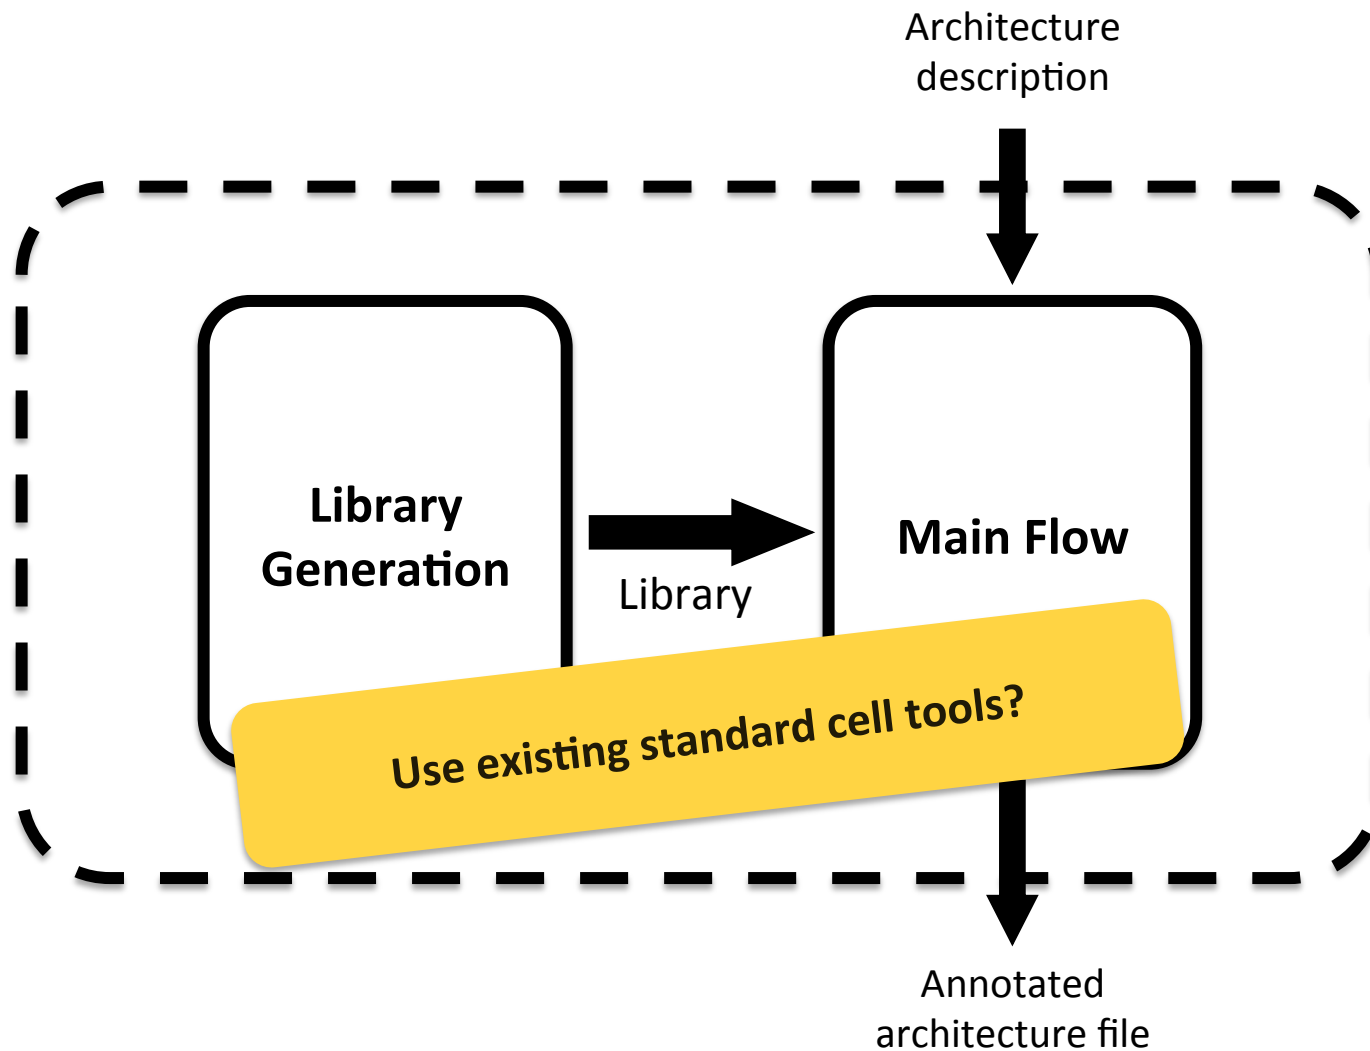 Architecture
description
Library
Generation
Library
Main Flow
Use existing standard cell tools?
Annotated
architecture file